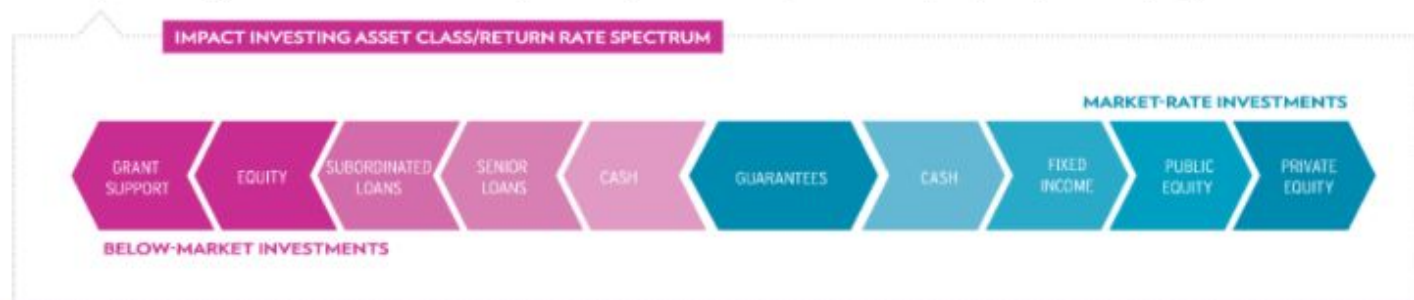 IMPACT INVESTING ASSET CLASS/RETURN RATE SPECTRUM
MARKET-RATE INVESTMENTS
GRANT
SUPPORT
EQUITY
SUBORDINATED
LOANS
SENIOR
LOANS
CASH
GUARANTEES
CASH
FIXED
INCOME
PUBLIC
EQUITY
PRIVATE
EQUITY
BELOW-MARKET INVESTMENTS